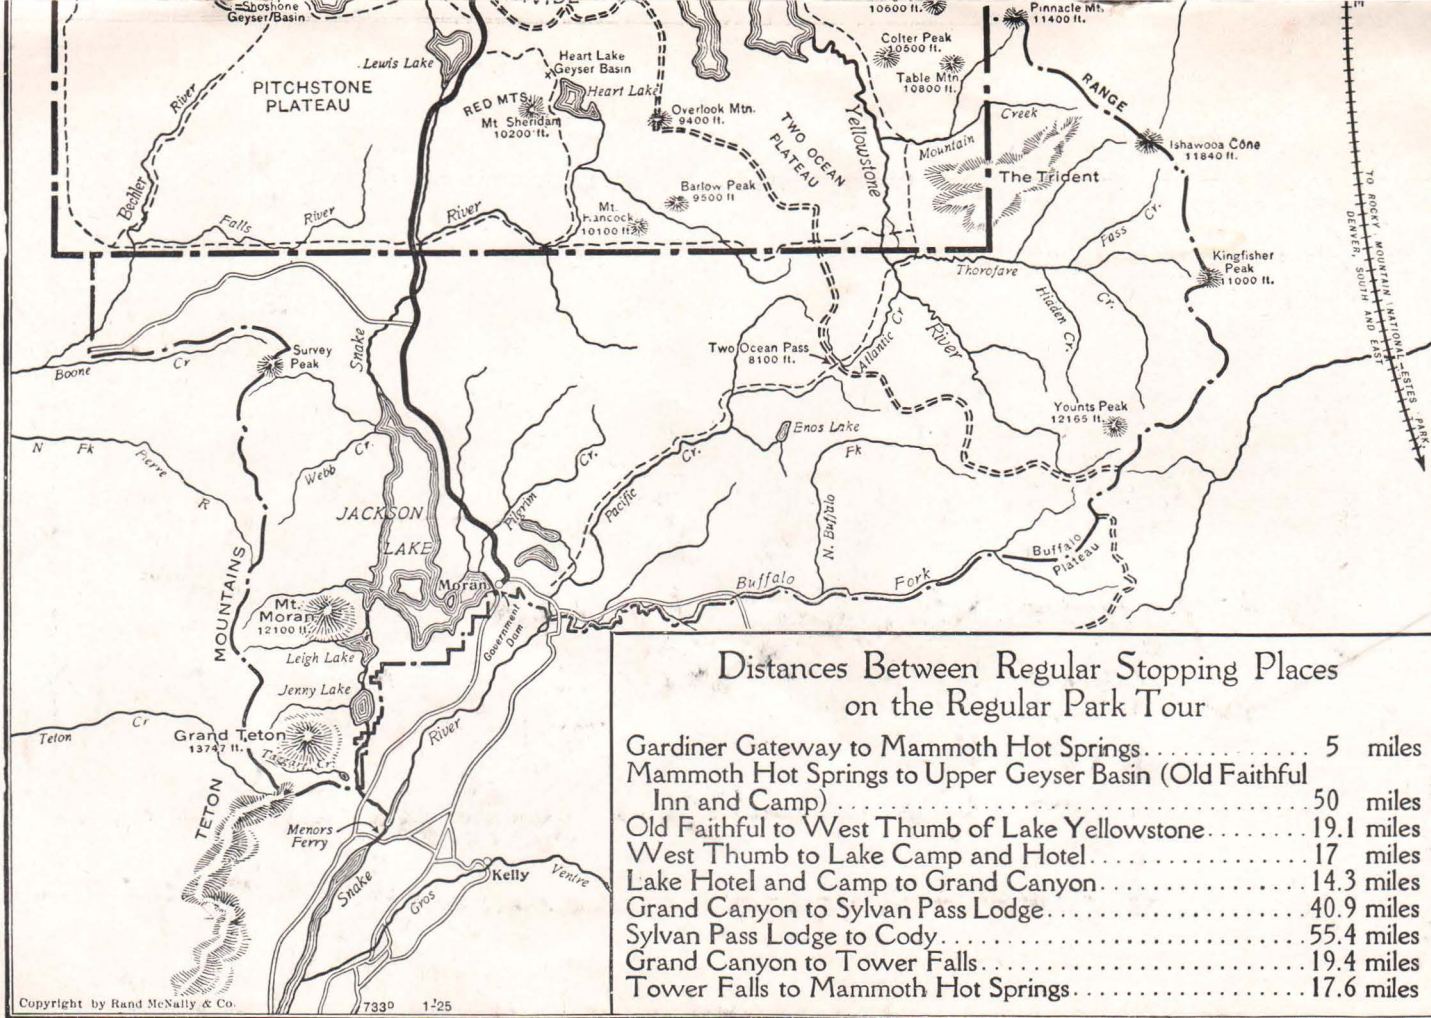 Shoshone
Geyser Basin
Lewis Lake
PITCHSTONE
PLATEAU
River
Bechler
Falls
River
Heart Lake
Geyser Basin
Heart Lake
RED MTS.
Mt Sheridan
10200 ft.
Overlook Mtn.
9400 ft.
Barlow Peak
9500 ft.
Mt.
Hancock
10100 ft.
River
TWO OCEAN
PLATEAU
Yellowstone
10600 ft.
Colter Peak
10500 ft.
Table Mtn.
10800 ft.
Pinnacle Mt.
11400 ft.
RANGE
Creek
Mountain
The Trident
Ishawooa Cone
11840 ft.
Pass Cr.
Kingfisher
Peak
11000 ft.
Thorofare
Cr.
Hidden Cr.
River
Atlantic Cr
Two Ocean Pass
8100 ft.
Younts Peak
12165 ft.
TO ROCKY MOUNTAIN NATIONAL-ESTES PARK,
DENVER, SOUTH AND EAST
Boone Cr
Survey
Peak
Snake
N Fk Pierre R
Webb Cr.
JACKSON
LAKE
Pilgrim Cr.
Pacific Cr.
Enos Lake
N. Buffalo Fk
Buffalo Fork
Buffalo
Plateau
Moran
Government
Dam
Mt.
Moran
12100 ft.
Leigh Lake
Jenny Lake
MOUNTAINS
TETON
Teton Cr
Grand Teton
13747 ft.
Taggart Cr.
River
Menors
Ferry
Snake
Gros Ventre
Kelly
Distances Between Regular Stopping Places
on the Regular Park Tour
Gardiner Gateway to Mammoth Hot Springs............ 5 miles
Mammoth Hot Springs to Upper Geyser Basin (Old Faithful
Inn and Camp)................................. 50 miles
Old Faithful to West Thumb of Lake Yellowstone........ 19.1 miles
West Thumb to Lake Camp and Hotel................. 17 miles
Lake Hotel and Camp to Grand Canyon................ 14.3 miles
Grand Canyon to Sylvan Pass Lodge.................... 40.9 miles
Sylvan Pass Lodge to Cody............................ 55.4 miles
Grand Canyon to Tower Falls......................... 19.4 miles
Tower Falls to Mammoth Hot Springs.................. 17.6 miles
Copyright by Rand McNally & Co.
7330 1-25